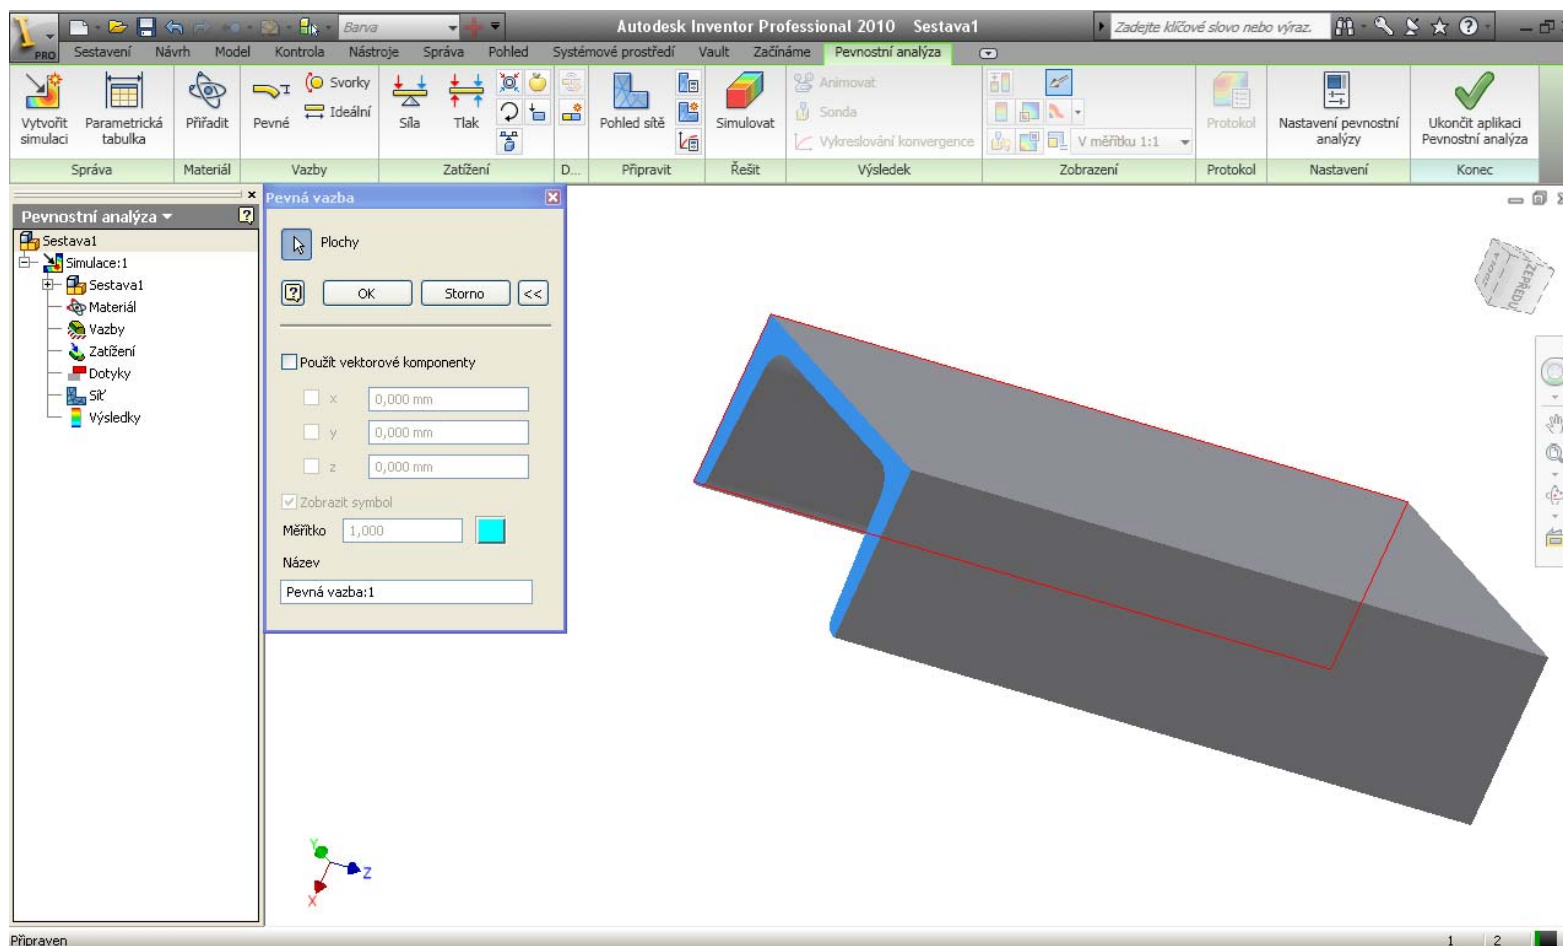 Barva
Autodesk Inventor Professional 2010 Sestava1
Zadejte klíčové slovo nebo výraz.
PRO
Sestavení Návrh Model Kontrola Nástroje Správa Pohled Systémové prostředí Vault Začínáme Pevnostní analýza
Vytvořit simulaci
Parametrická tabulka
Přiřadit
Pevné
Svorky
Ideální
Síla
Tlak
Pohled sítě
Simulovat
Animovat
Sonda
Vykreslování konvergence
V měřítku 1:1
Protokol
Nastavení pevnostní analýzy
Ukončit aplikaci Pevnostní analýza
Správa Materiál Vazby Zatížení D... Připravit Řešit Výsledek Zobrazení Protokol Nastavení Konec
Pevnostní analýza
Sestava1
Simulace:1
Sestava1
Materiál
Vazby
Zatížení
Dotyky
Síť
Výsledky
Pevná vazba
Plochy
OK Storno <<
Použít vektorové komponenty
x 0,000 mm
y 0,000 mm
z 0,000 mm
Zobrazit symbol
Měřítko 1,000
Název
Pevná vazba:1
ZDOLA
ZEPŘEDU
Y
Z
X
Připraven
1 2